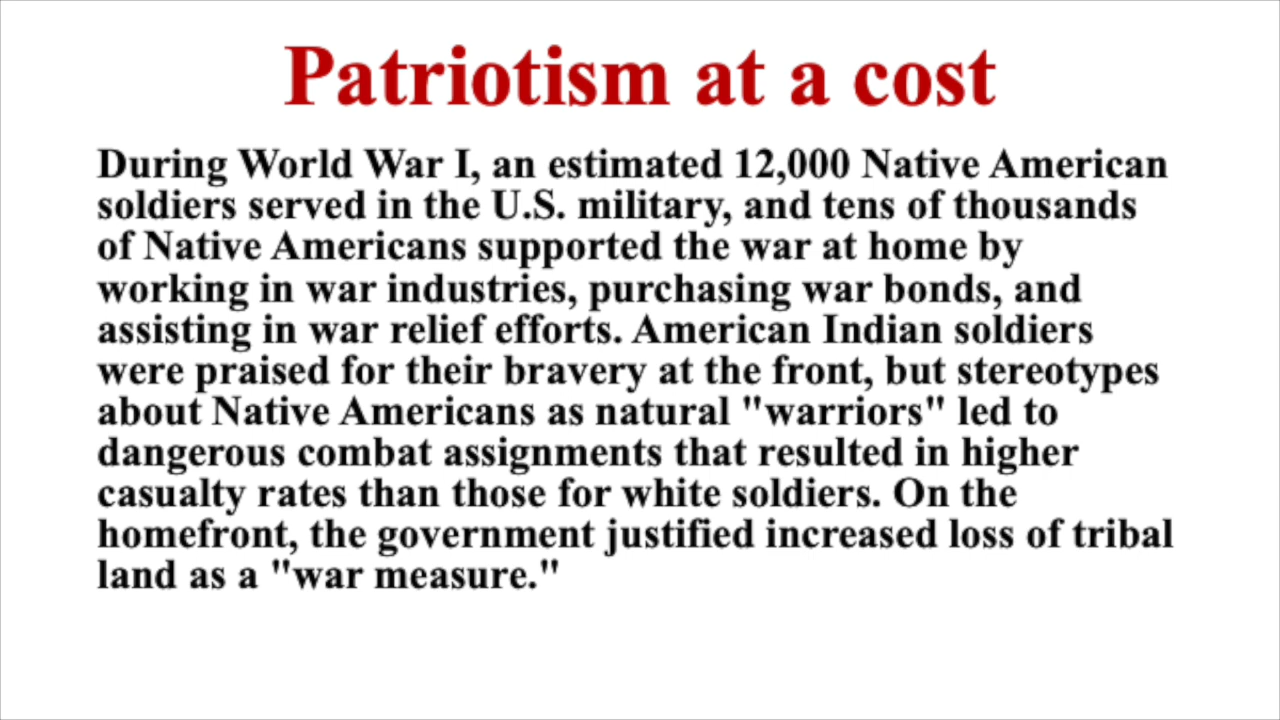 Patriotism at a cost
During World War I, an estimated 12,000 Native American
soldiers served in the U.S. military, and tens of thousands
of Native Americans supported the war at home by
working in war industries, purchasing war bonds, and
assisting in war relief efforts. American Indian soldiers
were praised for their bravery at the front, but stereotypes
about Native Americans as natural "warriors" led to
dangerous combat assignments that resulted in higher
casualty rates than those for white soldiers. On the
homefront, the government justified increased loss of tribal
land as a "war measure."